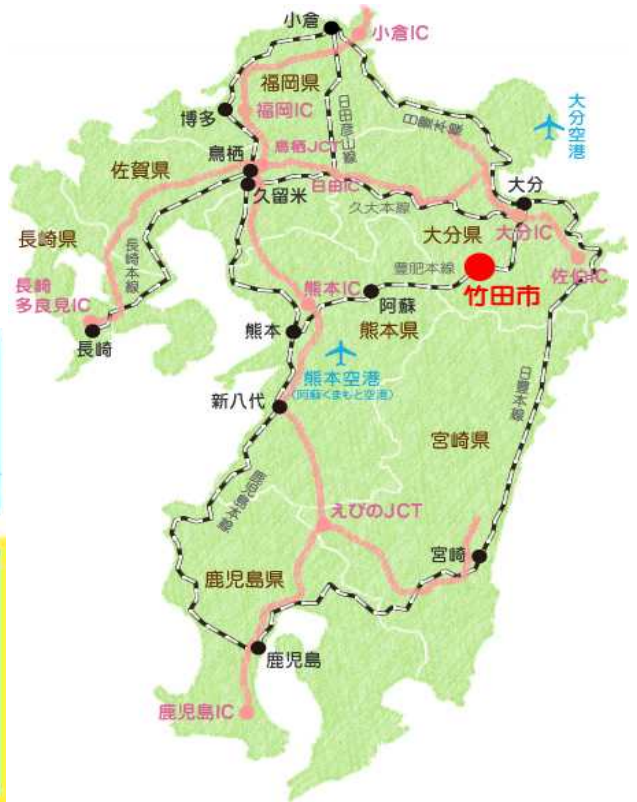 小倉
小倉IC
福岡県
福岡IC
博多
日田彦山線
日豊本線
大分空港
鳥栖
鳥栖JCT
佐賀県
久留米
日田IC
久大本線
大分
大分県
大分IC
長崎県
長崎本線
豊肥本線
佐伯IC
竹田市
長崎
多良見IC
熊本IC
阿蘇
長崎
熊本
熊本県
熊本空港
(阿蘇くまもと空港)
新八代
日豊本線
宮崎県
鹿児島本線
えびのJCT
宮崎
鹿児島県
鹿児島
鹿児島IC